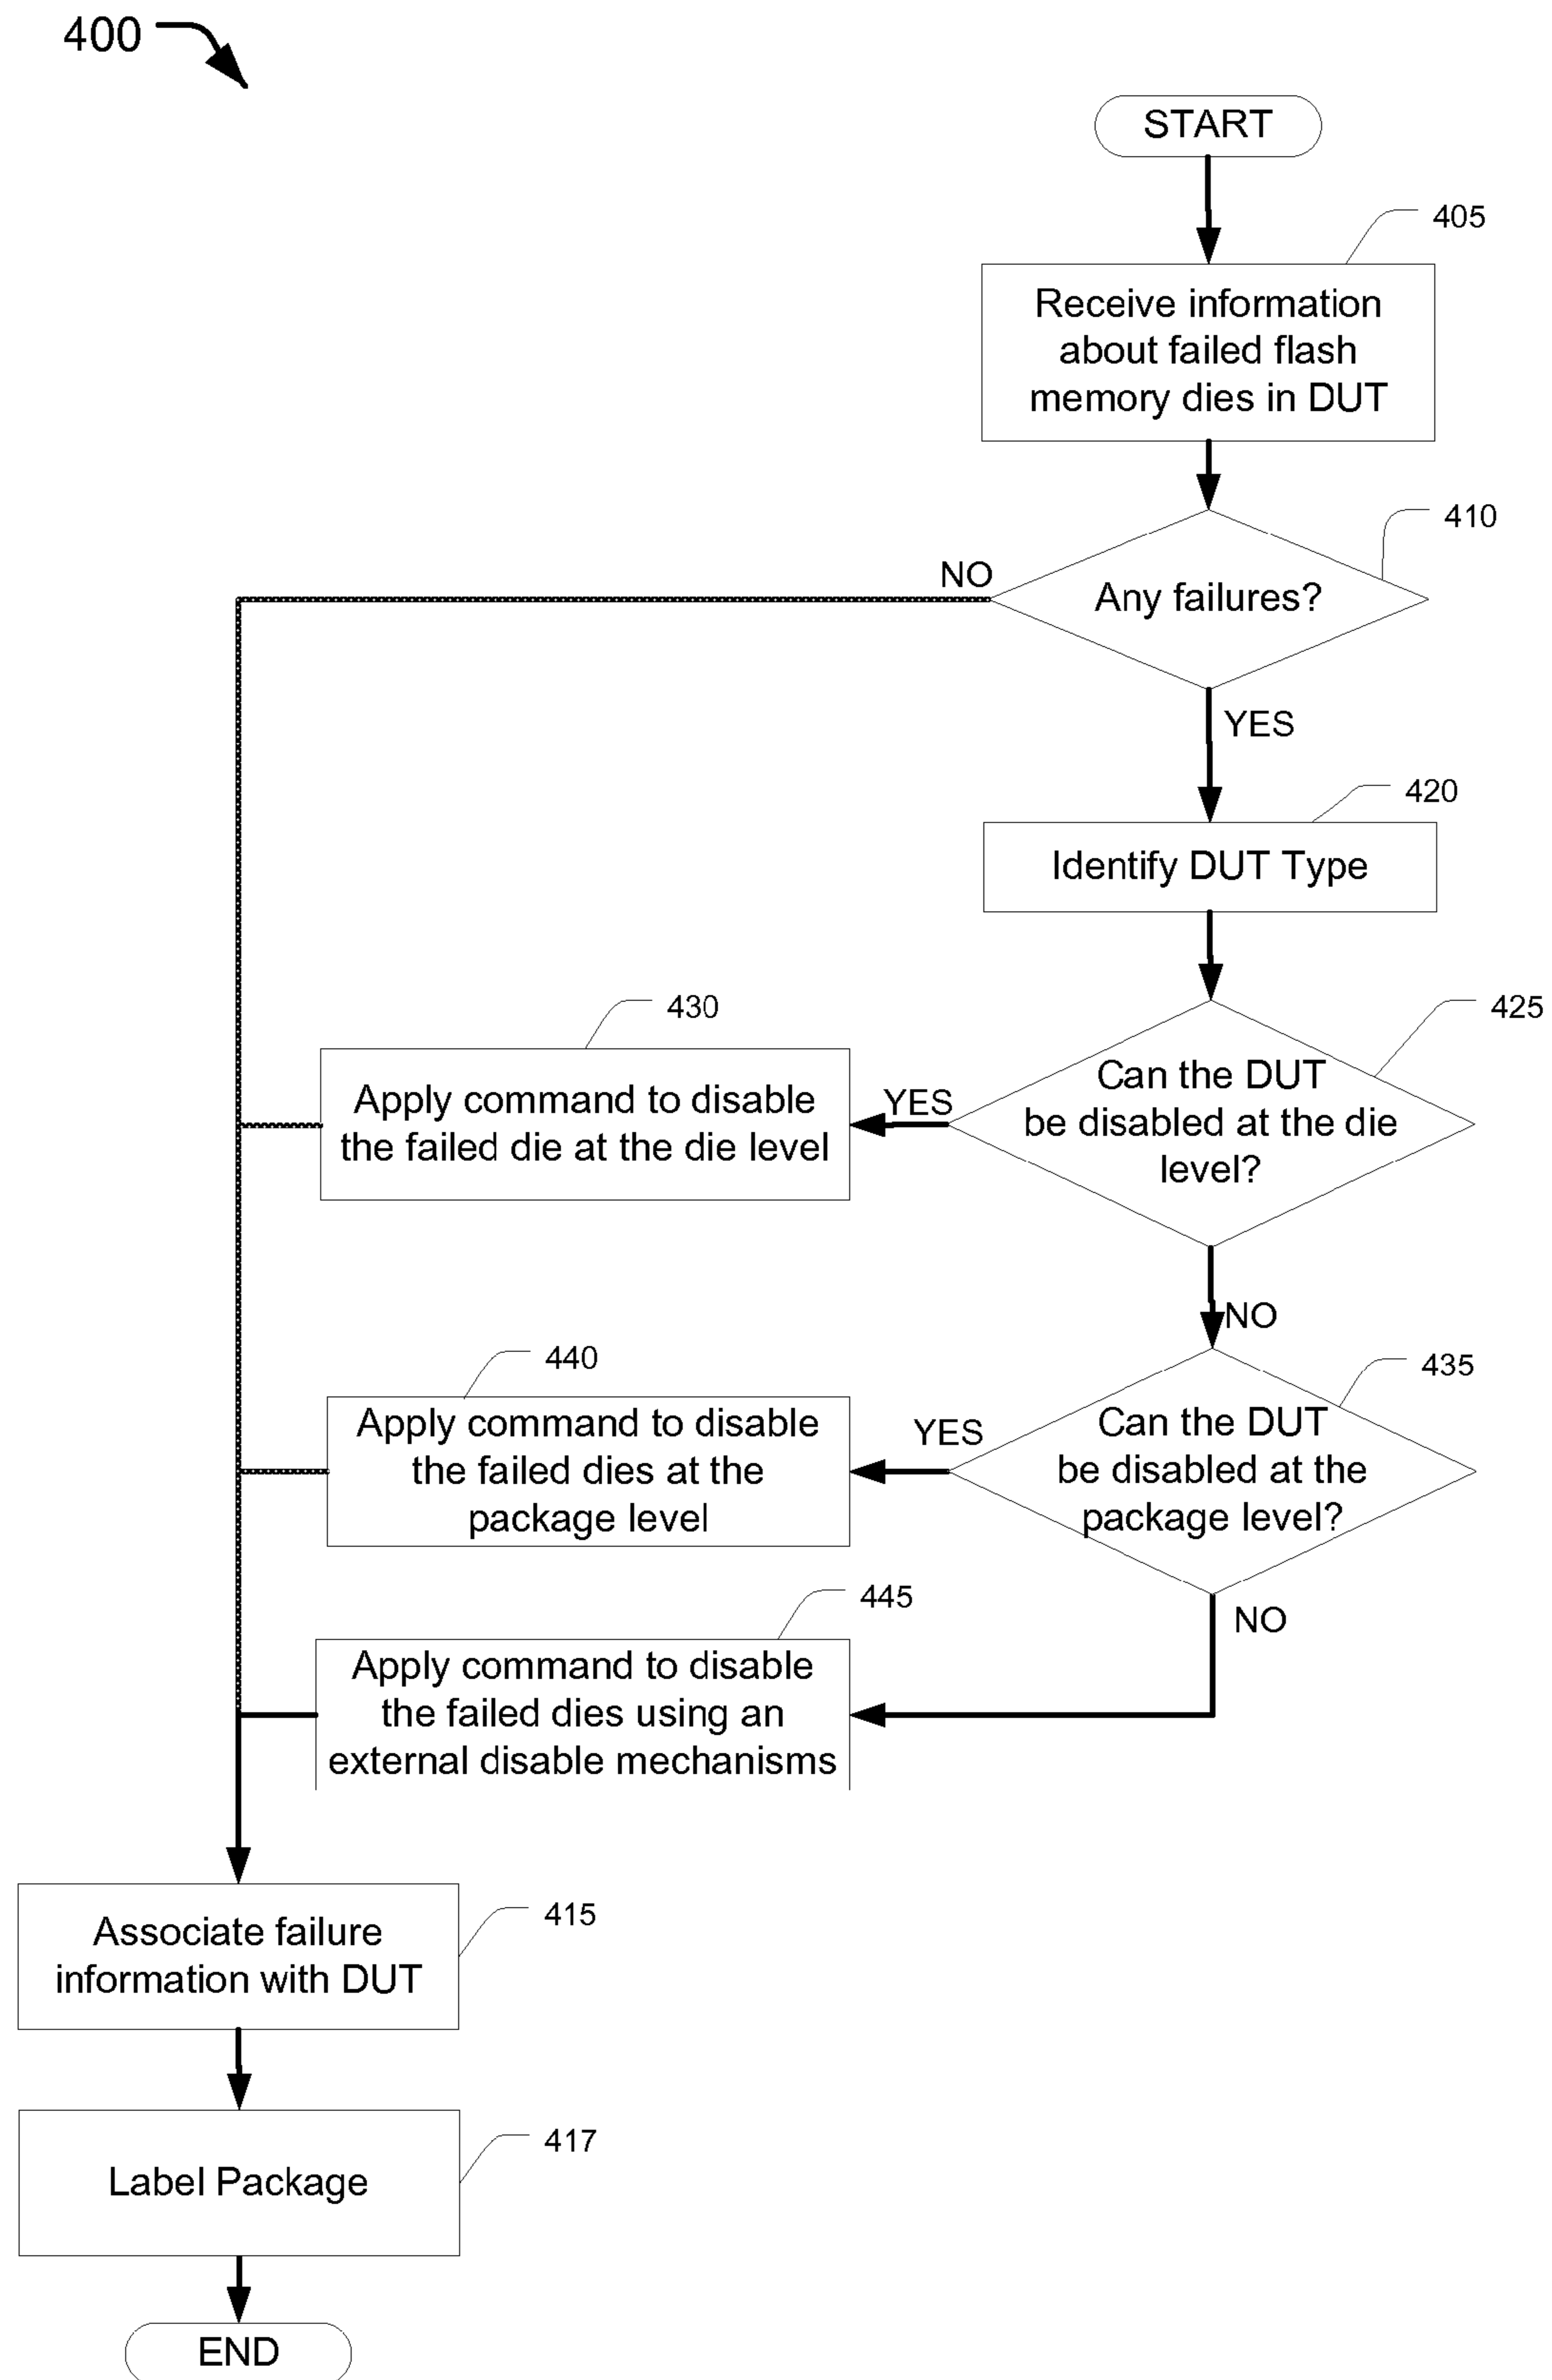 400
START
405
Receive information
about failed flash
memory dies in DUT
410
NO
Any failures?
YES
420
Identify DUT Type
425
Can the DUT
be disabled at the die
level?
YES
430
Apply command to disable
the failed die at the die level
NO
435
Can the DUT
be disabled at the
package level?
YES
440
Apply command to disable
the failed dies at the
package level
NO
445
Apply command to disable
the failed dies using an
external disable mechanisms
415
Associate failure
information with DUT
417
Label Package
END